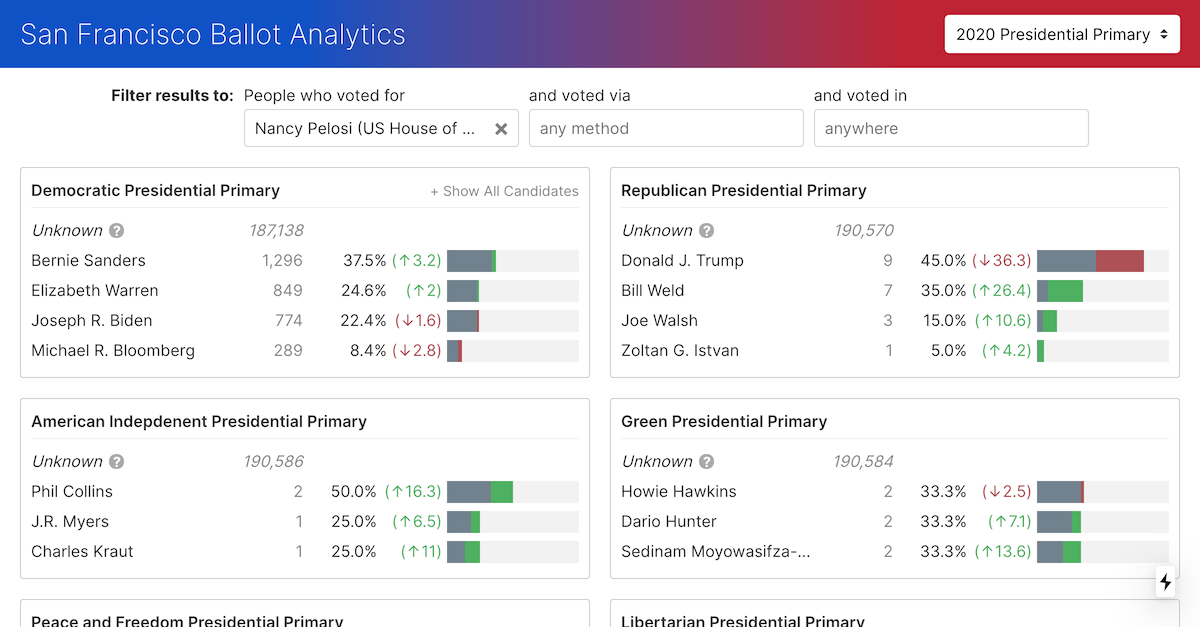 San Francisco Ballot Analytics
2020 Presidential Primary
Filter results to: People who voted for and voted via and voted in
Nancy Pelosi (US House of ... any method anywhere
Democratic Presidential Primary + Show All Candidates
Unknown ? 187,138
Bernie Sanders 1,296 37.5% (↑3.2)
Elizabeth Warren 849 24.6% (↑2)
Joseph R. Biden 774 22.4% (↓1.6)
Michael R. Bloomberg 289 8.4% (↓2.8)
Republican Presidential Primary
Unknown ? 190,570
Donald J. Trump 9 45.0% (↓36.3)
Bill Weld 7 35.0% (↑26.4)
Joe Walsh 3 15.0% (↑10.6)
Zoltan G. Istvan 1 5.0% (↑4.2)
American Indepdenent Presidential Primary
Unknown ? 190,586
Phil Collins 2 50.0% (↑16.3)
J.R. Myers 1 25.0% (↑6.5)
Charles Kraut 1 25.0% (↑11)
Green Presidential Primary
Unknown ? 190,584
Howie Hawkins 2 33.3% (↓2.5)
Dario Hunter 2 33.3% (↑7.1)
Sedinam Moyowasifza-... 2 33.3% (↑13.6)
Peace and Freedom Presidential Primary
Libertarian Presidential Primary